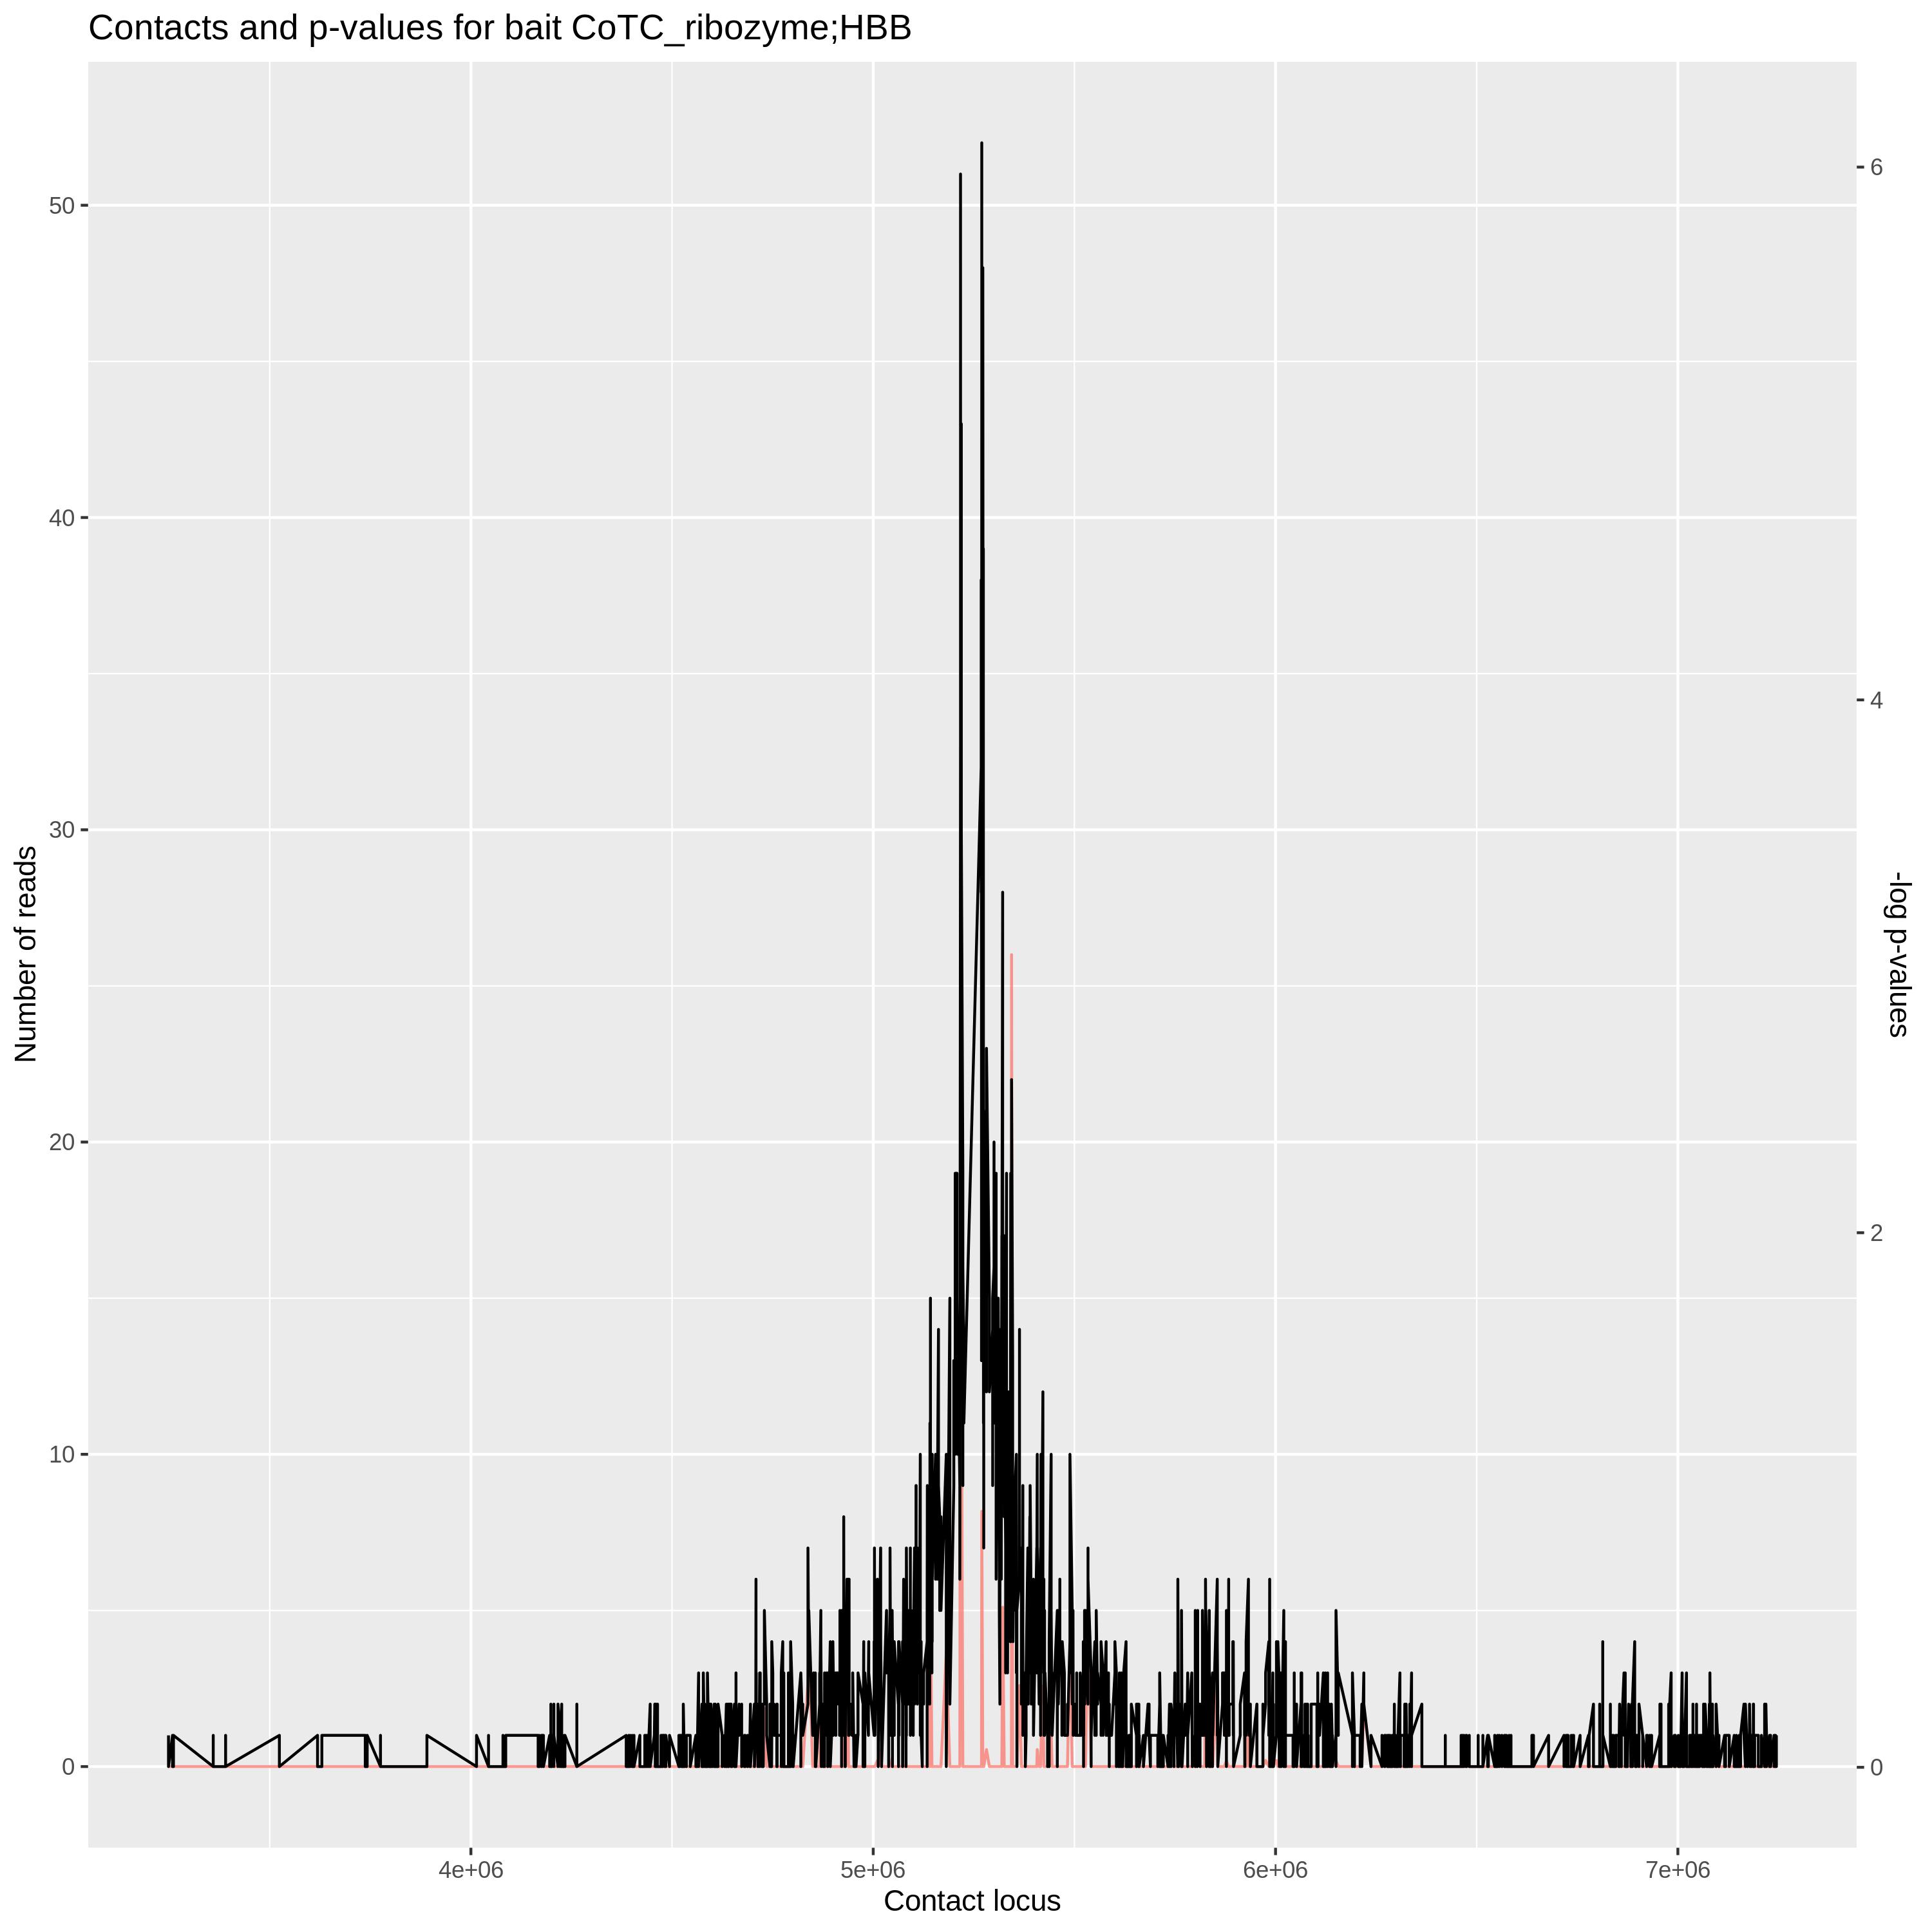 Contacts and p-values for bait CoTC_ribozyme;HBB
Number of reads
50
40
30
20
10
0
6
4
2
0
-log p-values
4e+06
5e+06
6e+06
7e+06
Contact locus